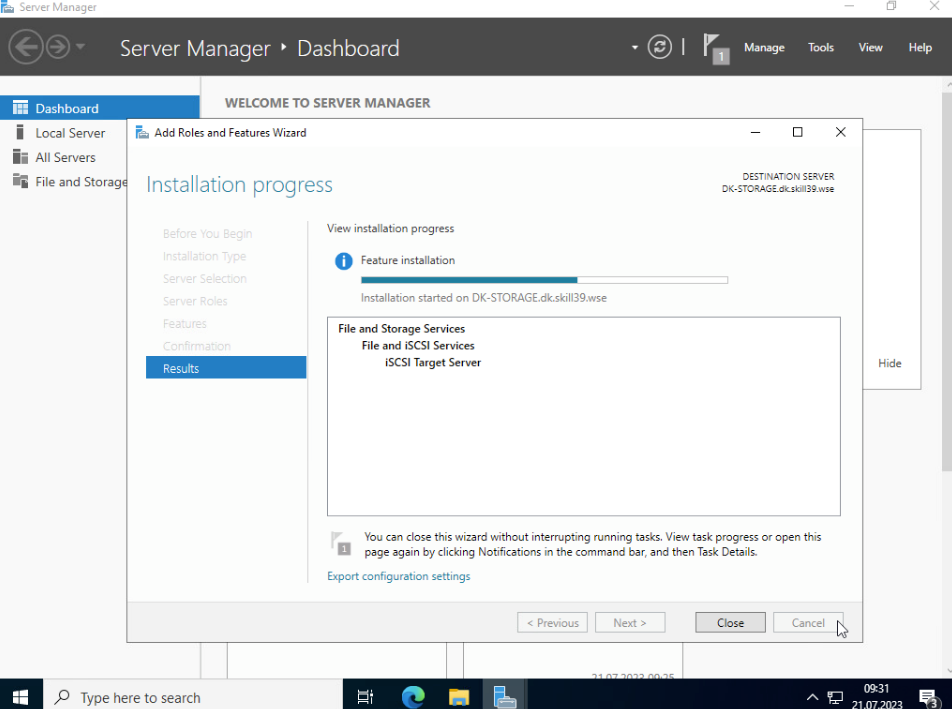 Server Manager
Server Manager ‣ Dashboard
1
Manage
Tools
View
Help
Dashboard
Local Server
All Servers
File and Storage
WELCOME TO SERVER MANAGER
Add Roles and Features Wizard
Installation progress
DESTINATION SERVER
DK-STORAGE.dk.skill39.wse
Before You Begin
Installation Type
Server Selection
Server Roles
Features
Confirmation
Results
View installation progress
Feature installation
Installation started on DK-STORAGE.dk.skill39.wse
File and Storage Services
File and iSCSI Services
iSCSI Target Server
1
You can close this wizard without interrupting running tasks. View task progress or open this
page again by clicking Notifications in the command bar, and then Task Details.
Export configuration settings
< Previous
Next >
Close
Cancel
Hide
21.07.2023 09:25
Type here to search
09:31
21.07.2023
3